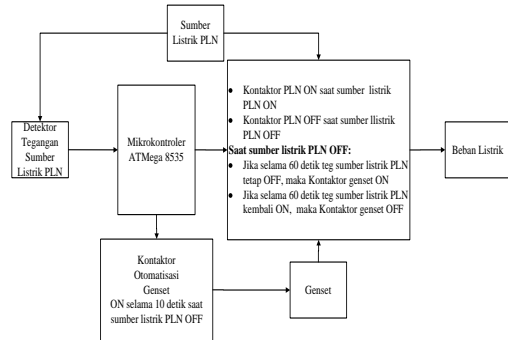 Sumber
Listrik PLN
Kontaktor PLN ON saat sumber listrik
PLN ON
Kontaktor PLN OFF saat sumber llistrik
PLN OFF
Saat sumber listrik PLN OFF:
Jika selama 60 detik teg sumber listrik PLN
tetap OFF, maka Kontaktor genset ON
Jika selama 60 detik teg sumber listrik PLN
kembali ON, maka Kontaktor genset OFF
Detektor
Tegangan
Sumber
Listrik PLN
Mikrokontroler
ATMega 8535
Beban Listrik
Kontaktor
Otomatisasi
Genset
ON selama 10 detik saat
sumber listrik PLN OFF
Genset